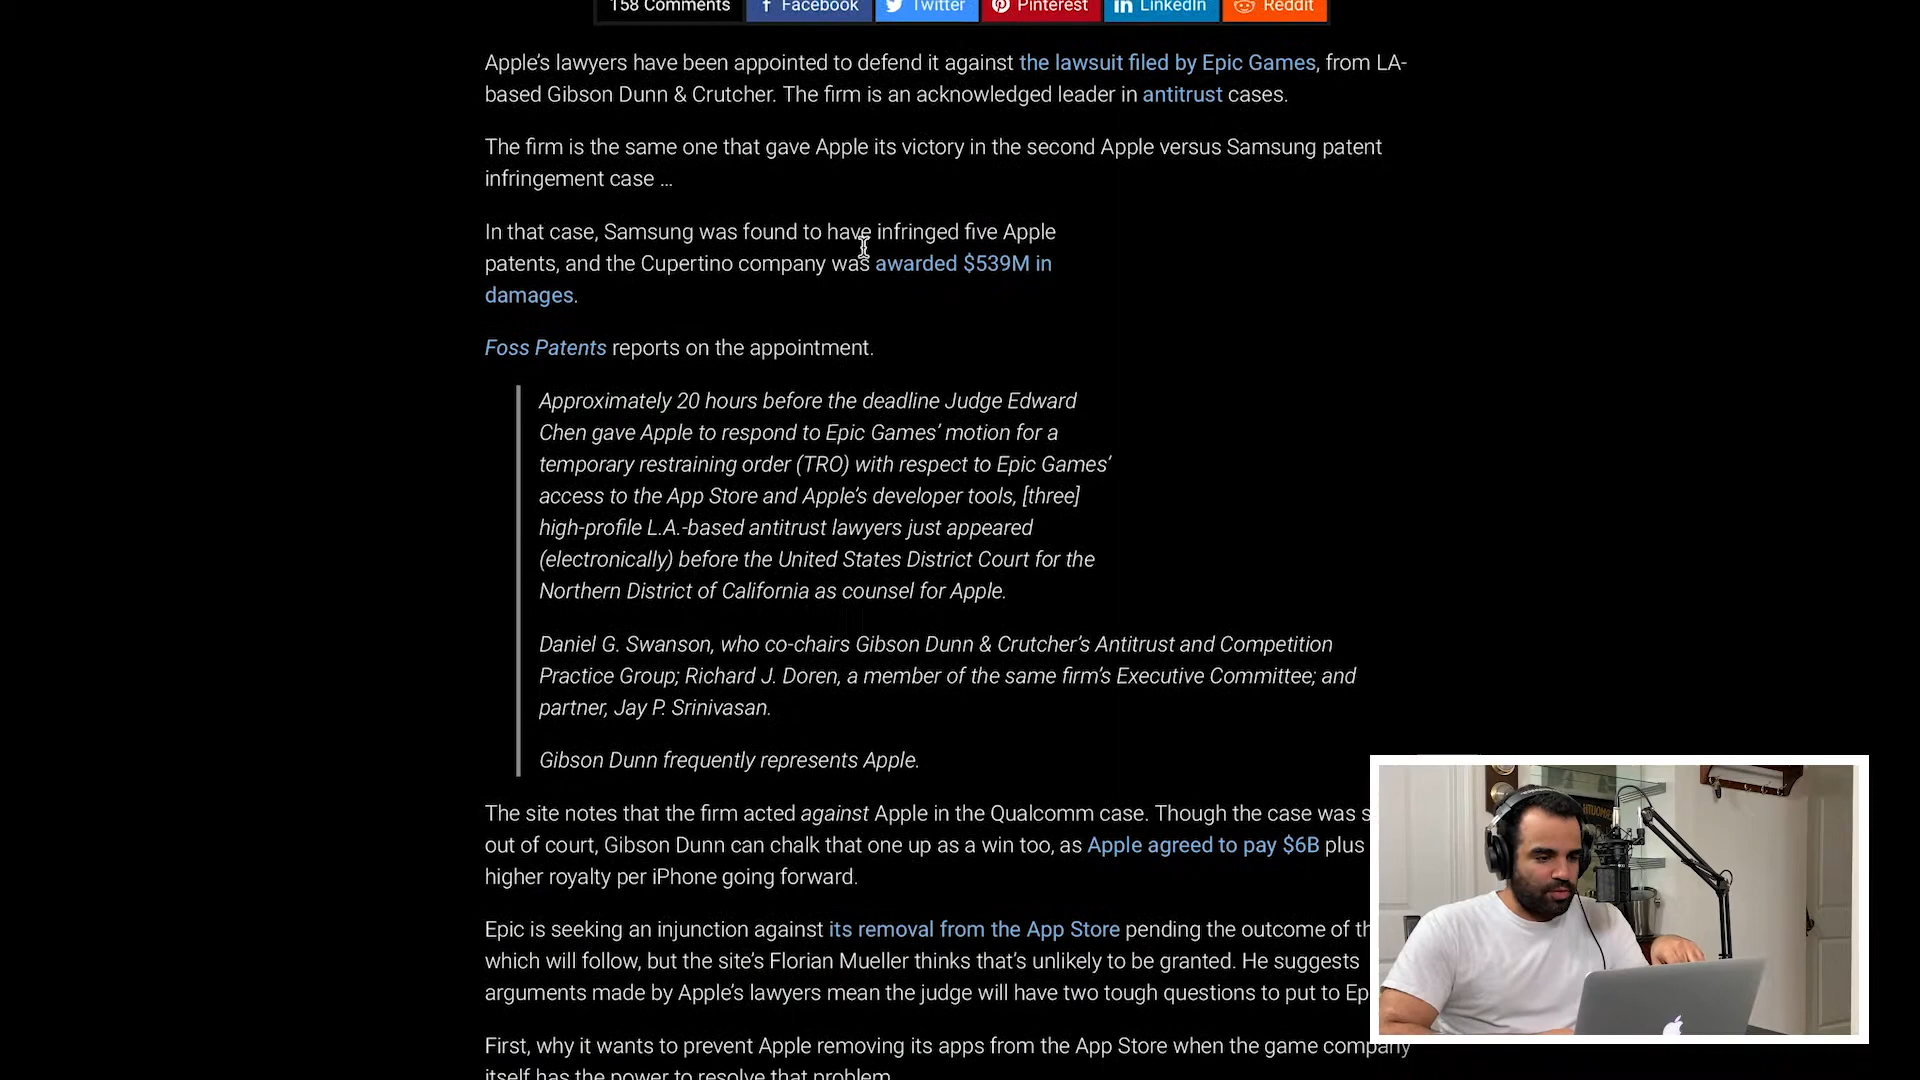 158 Comments Facebook Twitter Pinterest LinkedIn Reddit
Apple's lawyers have been appointed to defend it against the lawsuit filed by Epic Games, from LA-
based Gibson Dunn & Crutcher. The firm is an acknowledged leader in antitrust cases.
The firm is the same one that gave Apple its victory in the second Apple versus Samsung patent
infringement case …
In that case, Samsung was found to have infringed five Apple
patents, and the Cupertino company was awarded $539M in
damages.
Foss Patents reports on the appointment.
Approximately 20 hours before the deadline Judge Edward
Chen gave Apple to respond to Epic Games' motion for a
temporary restraining order (TRO) with respect to Epic Games'
access to the App Store and Apple's developer tools, [three]
high-profile L.A.-based antitrust lawyers just appeared
(electronically) before the United States District Court for the
Northern District of California as counsel for Apple.
Daniel G. Swanson, who co-chairs Gibson Dunn & Crutcher's Antitrust and Competition
Practice Group; Richard J. Doren, a member of the same firm's Executive Committee; and
partner, Jay P. Srinivasan.
Gibson Dunn frequently represents Apple.
The site notes that the firm acted against Apple in the Qualcomm case. Though the case was s
out of court, Gibson Dunn can chalk that one up as a win too, as Apple agreed to pay $6B plus
higher royalty per iPhone going forward.
Epic is seeking an injunction against its removal from the App Store pending the outcome of th
which will follow, but the site's Florian Mueller thinks that's unlikely to be granted. He suggests
arguments made by Apple's lawyers mean the judge will have two tough questions to put to Ep
First, why it wants to prevent Apple removing its apps from the App Store when the game company
itself has the power to resolve that problem